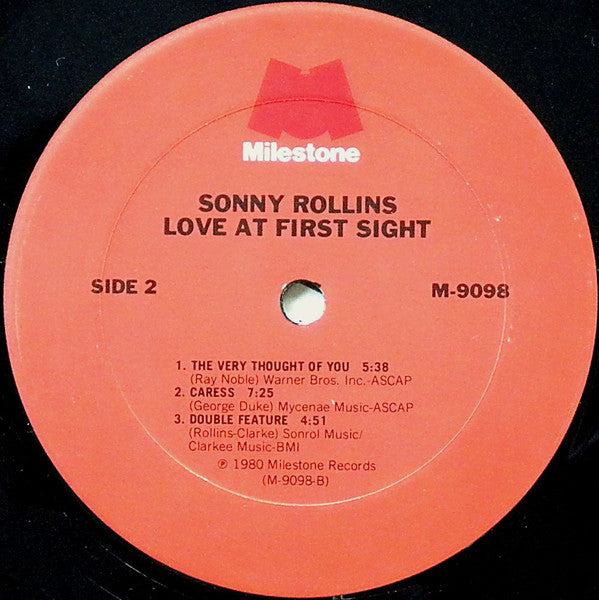 Milestone
SONNY ROLLINS
LOVE AT FIRST SIGHT
SIDE 2
M-9098
1. THE VERY THOUGHT OF YOU 5:38
(Ray Noble) Warner Bros. Inc.-ASCAP
2. CARESS 7:25
(George Duke) Mycenae Music-ASCAP
3. DOUBLE FEATURE 4:51
(Rollins-Clarke) Sonrol Music/
Clarkee Music-BMI
℗ 1980 Milestone Records
(M-9098-B)